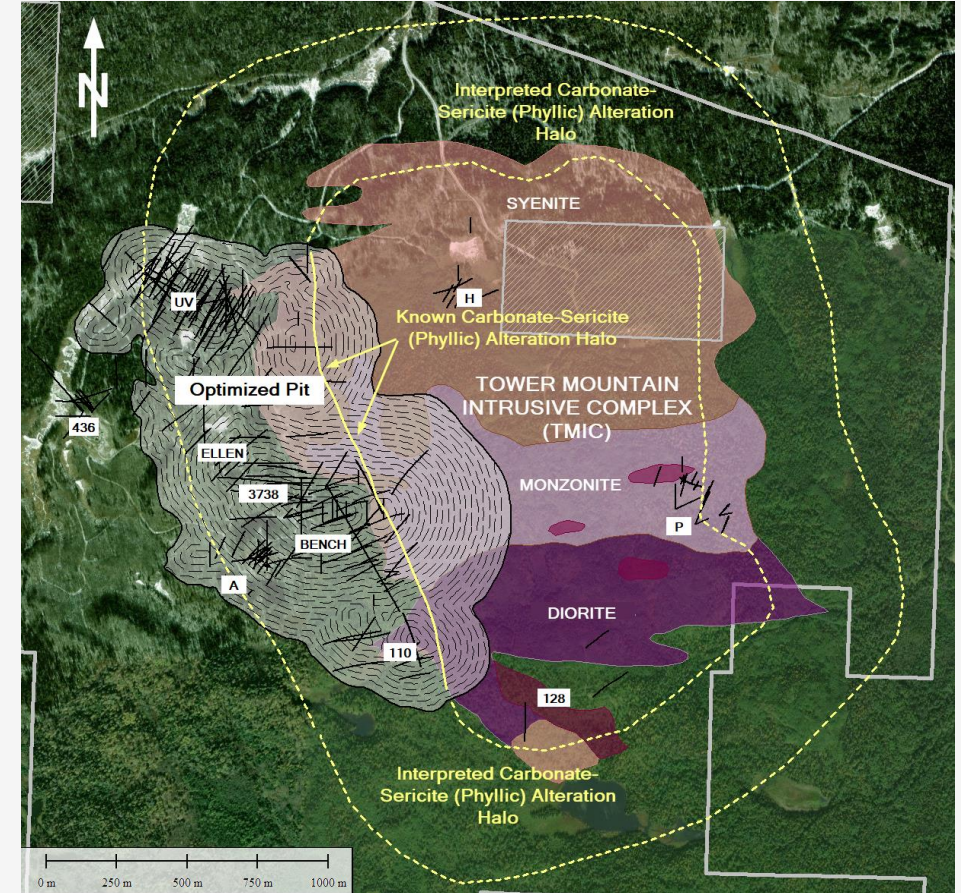 N
Interpreted Carbonate-
Sericite (Phyllic) Alteration
Halo
SYENITE
UV
H
Known Carbonate-Sericite
(Phyllic) Alteration Halo
Optimized Pit
TOWER MOUNTAIN
INTRUSIVE COMPLEX
(TMIC)
436
ELLEN
3738
MONZONITE
P
BENCH
A
DIORITE
110
128
Interpreted Carbonate-
Sericite (Phyllic) Alteration
Halo
0 m 250 m 500 m 750 m 1000 m